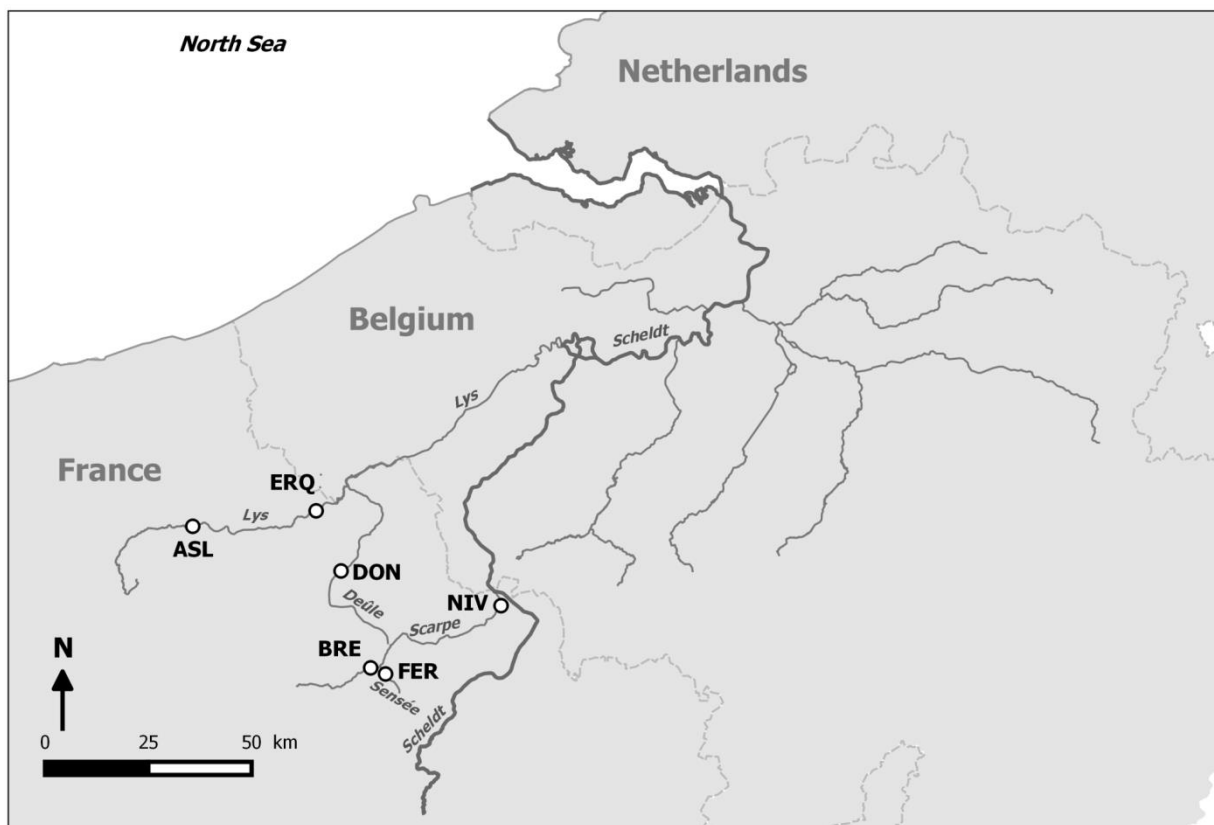 North Sea
Netherlands
Belgium
Scheldt
Lys
France
ERQ
Lys
ASL
DON
Deûle
NIV
Scarpe
BRE
FER
Sensée
Scheldt
N
0 25 50 km